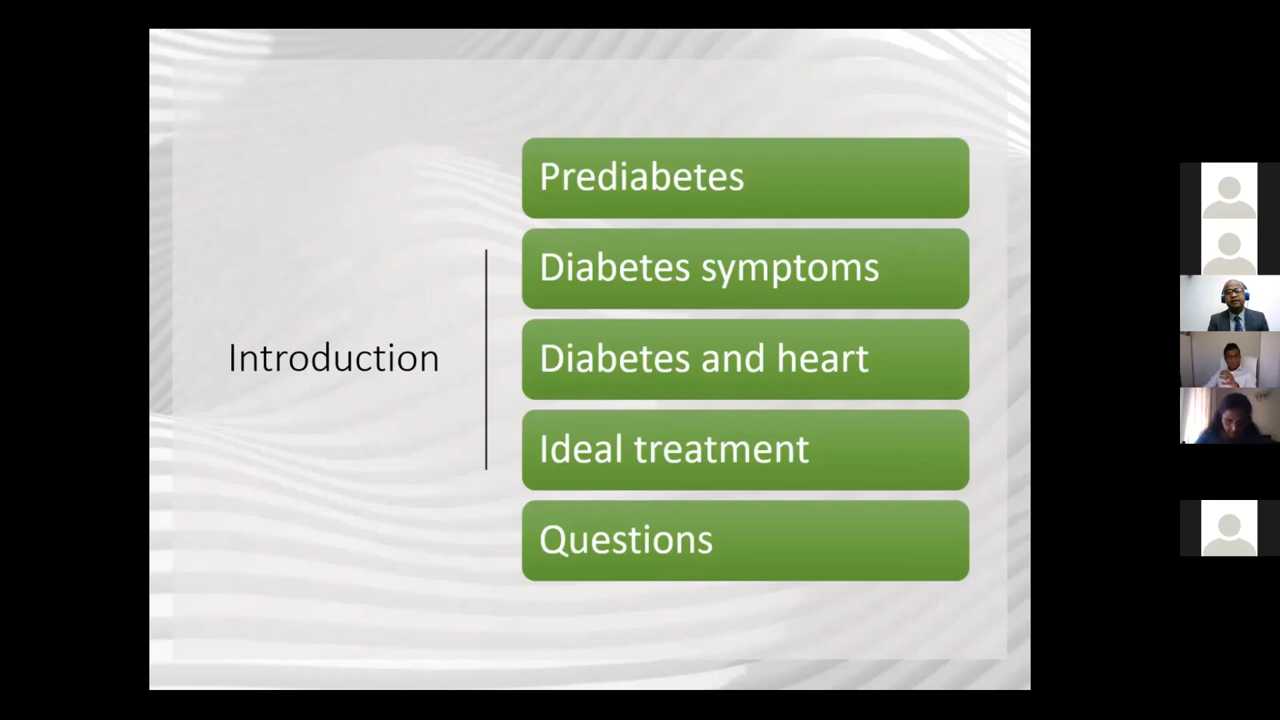 Introduction
Prediabetes
Diabetes symptoms
Diabetes and heart
Ideal treatment
Questions